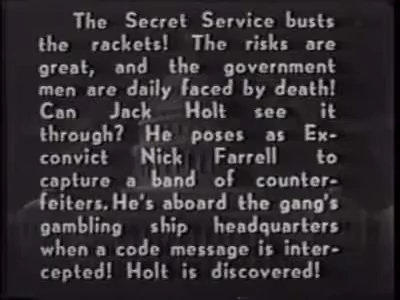 The Secret Service busts
the rackets! The risks are
great, and the government
men are daily faced by death!
Can Jack Holt see it
through? He poses as Ex-
convict Nick Farrell to
capture a band of counter-
feiters. He's aboard the gang's
gambling ship headquarters
when a code message is inter-
cepted! Holt is discovered!